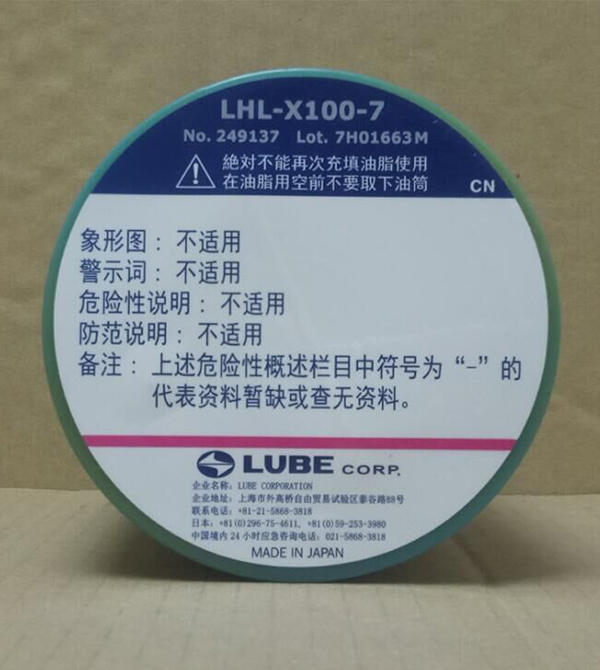 LHL-X100-7
No. 249137 Lot. 7H01663M
絶对不能再次充填油脂使用
在油脂用空前不要取下油筒
CN
象形图：不适用
警示词：不适用
危险性说明：不适用
防范说明：不适用
备注：上述危险性概述栏目中符号为“-”的
代表资料暂缺或查无资料。
LUBE CORP.
企业名称: LUBE CORPORATION
企业地址: 上海市外高桥自由贸易试验区泰谷路88号
联系电话: +81-21-5868-3818
日本: +81(0)296-75-4611, +81(0)59-253-3980
中国境内24小时应急咨询电话: 021-5868-3818
MADE IN JAPAN